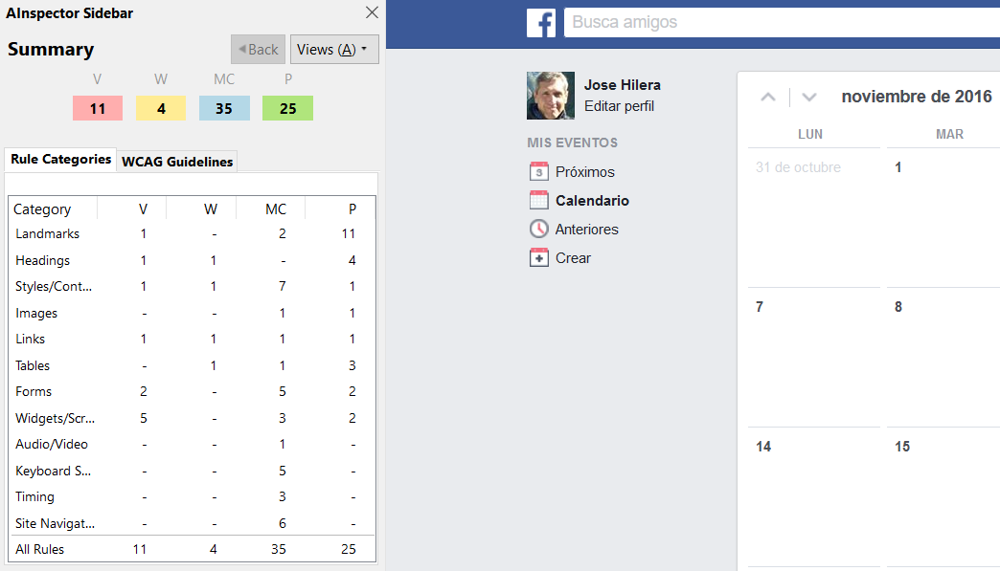 AInspector Sidebar
Summary
Back
Views (A)
V W MC P
11 4 35 25
Rule Categories WCAG Guidelines
Category V W MC P
Landmarks 1 - 2 11
Headings 1 1 - 4
Styles/Cont... 1 1 7 1
Images - - 1 1
Links 1 1 1 1
Tables - 1 1 3
Forms 2 - 5 2
Widgets/Scr... 5 - 3 2
Audio/Video - - 1 -
Keyboard S... - - 5 -
Timing - - 3 -
Site Navigat... - - 6 -
All Rules 11 4 35 25
f
Busca amigos
Jose Hilera
Editar perfil
MIS EVENTOS
3 Próximos
Calendario
Anteriores
Crear
noviembre de 2016
LUN MAR
31 de octubre 1
7 8
14 15